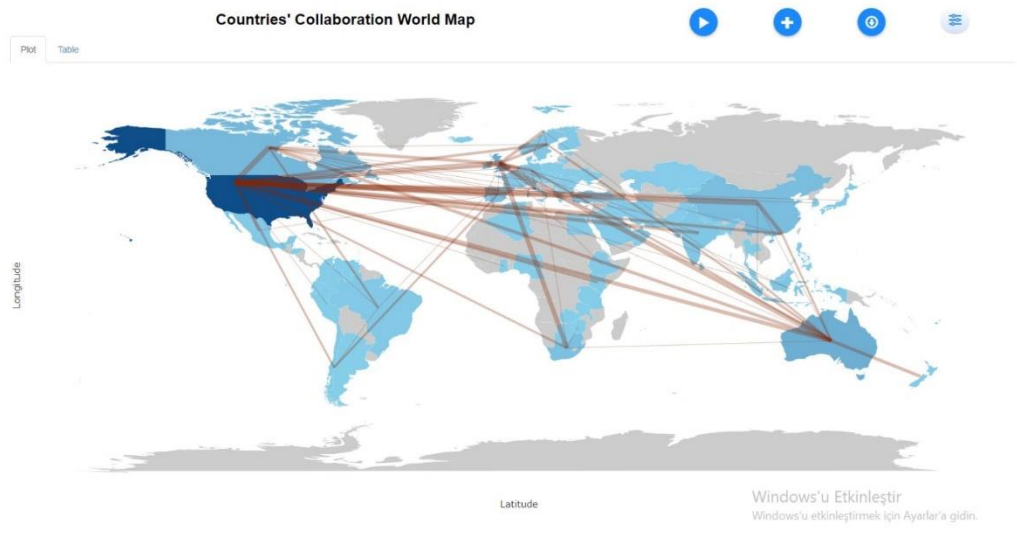 Countries' Collaboration World Map
Plot
Table
Longitude
Latitude
Windows'u Etkinleştir
Windows'u etkinleştirmek için Ayarlar'a gidin.